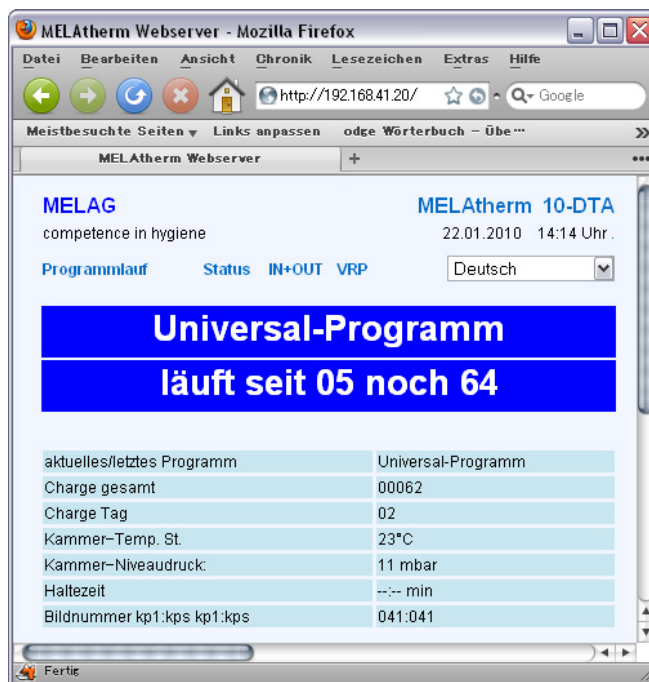 MELAtherm Webserver - Mozilla Firefox
Datei Bearbeiten Ansicht Chronik Lesezeichen Extras Hilfe
http://192.168.41.20/ Google
Meistbesuchte Seiten Links anpassen odge Wörterbuch - Übe...
MELAtherm Webserver +
MELAG MELAtherm 10-DTA
competence in hygiene 22.01.2010 14:14 Uhr .
Programmlauf Status IN+OUT VRP Deutsch
Universal-Programm
läuft seit 05 noch 64
aktuelles/letztes Programm Universal-Programm
Charge gesamt 00062
Charge Tag 02
Kammer-Temp. St. 23°C
Kammer-Niveaudruck: 11 mbar
Haltezeit --:-- min
Bildnummer kp1:kps kp1:kps 041:041
Fertig